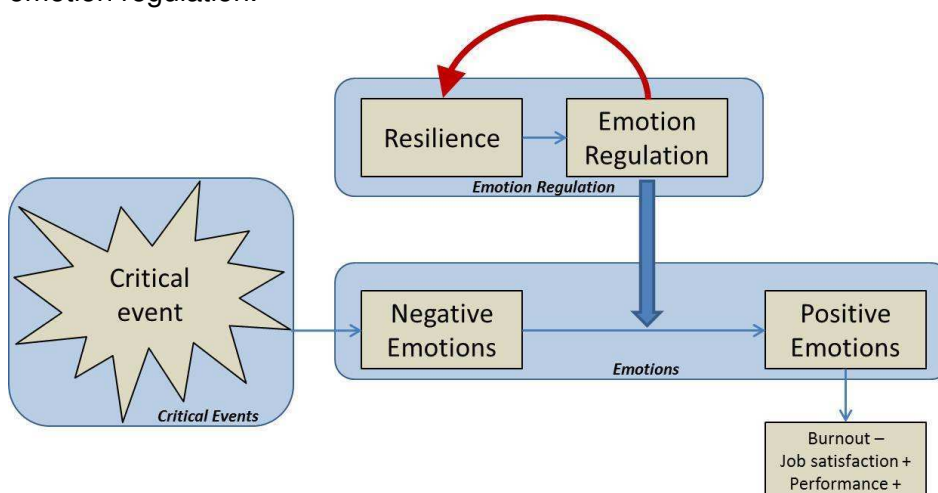 emotion regulation.
Resilience
Emotion
Regulation
Emotion Regulation
Critical
event
Critical Events
Negative
Emotions
Positive
Emotions
Emotions
Burnout –
Job satisfaction +
Performance +